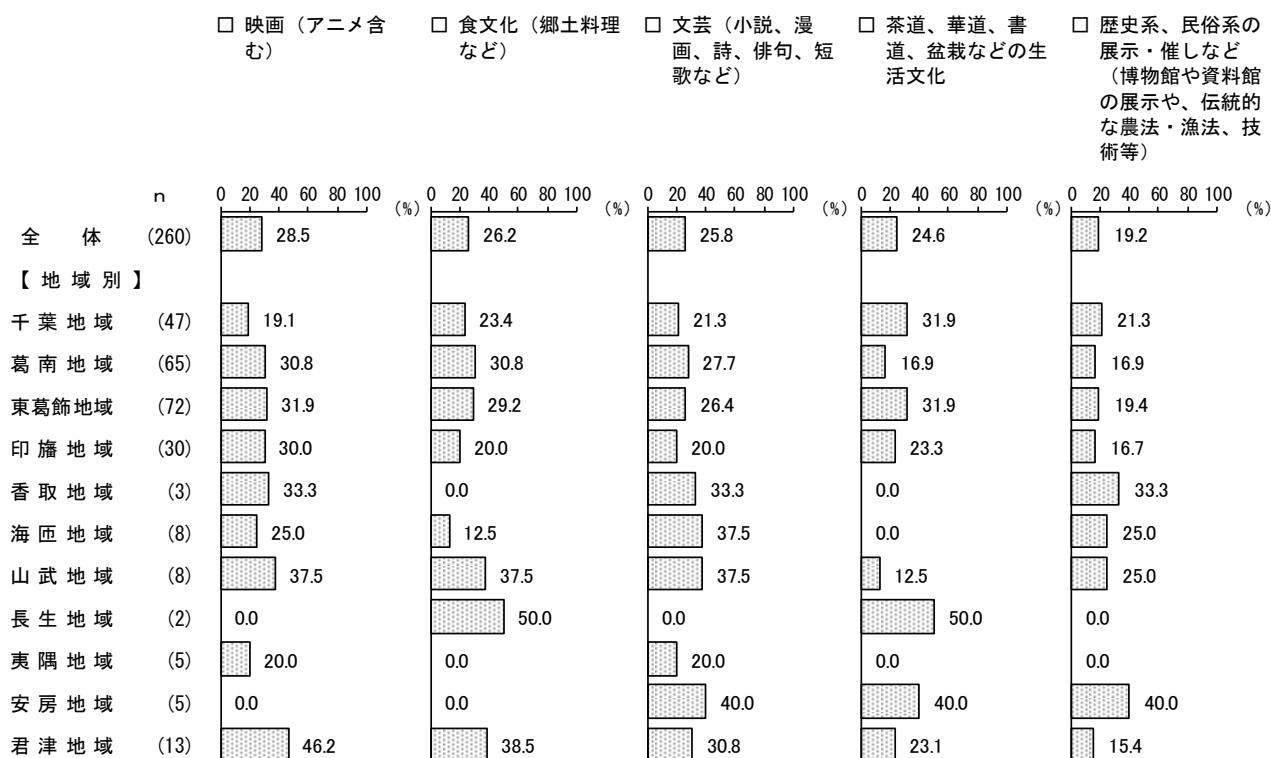 □ 映画（アニメ含む）
□ 食文化（郷土料理など）
□ 文芸（小説、漫画、詩、俳句、短歌など）
□ 茶道、華道、書道、盆栽などの生活文化
□ 歴史系、民俗系の展示・催しなど（博物館や資料館の展示や、伝統的な農法・漁法、技術等）
n
0 20 40 60 80 100 (%) 0 20 40 60 80 100 (%) 0 20 40 60 80 100 (%) 0 20 40 60 80 100 (%) 0 20 40 60 80 100 (%)
全体 (260) 28.5 26.2 25.8 24.6 19.2
【地域別】
千葉地域 (47) 19.1 23.4 21.3 31.9 21.3
葛南地域 (65) 30.8 30.8 27.7 16.9 16.9
東葛飾地域 (72) 31.9 29.2 26.4 31.9 19.4
印旛地域 (30) 30.0 20.0 20.0 23.3 16.7
香取地域 (3) 33.3 0.0 33.3 0.0 33.3
海匝地域 (8) 25.0 12.5 37.5 0.0 25.0
山武地域 (8) 37.5 37.5 37.5 12.5 25.0
長生地域 (2) 0.0 50.0 0.0 50.0 0.0
夷隅地域 (5) 20.0 0.0 20.0 0.0 0.0
安房地域 (5) 0.0 0.0 40.0 40.0 40.0
君津地域 (13) 46.2 38.5 30.8 23.1 15.4